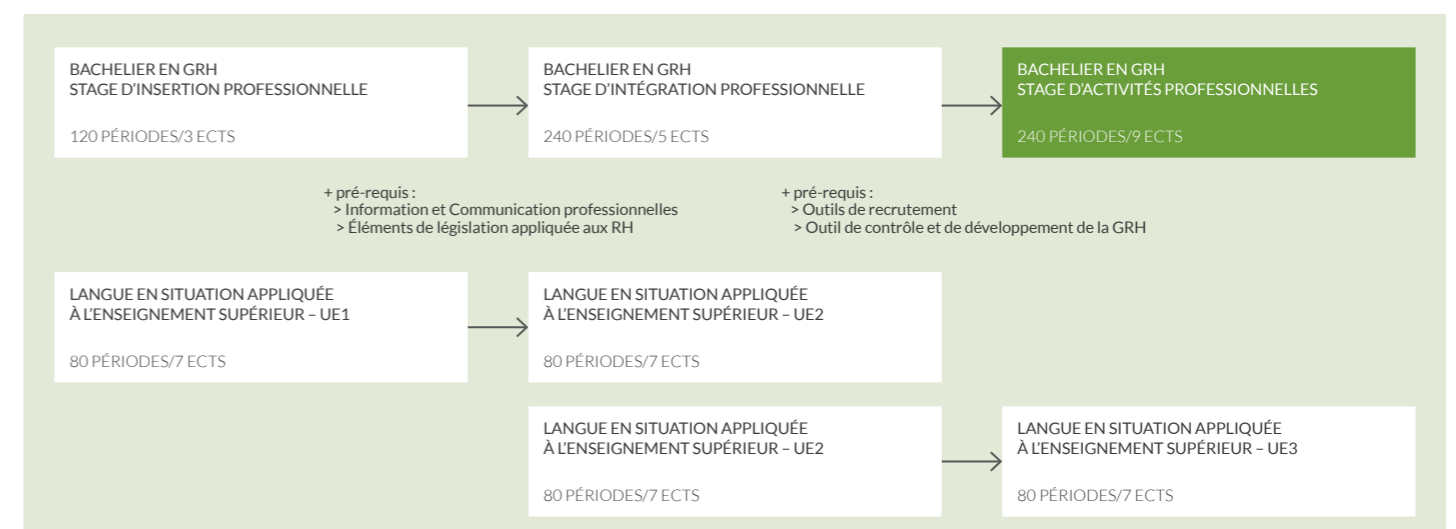 BACHELIER EN GRH
STAGE D'INSERTION PROFESSIONNELLE
120 PÉRIODES/3 ECTS
BACHELIER EN GRH
STAGE D'INTÉGRATION PROFESSIONNELLE
240 PÉRIODES/5 ECTS
BACHELIER EN GRH
STAGE D'ACTIVITÉS PROFESSIONNELLES
240 PÉRIODES/9 ECTS
+ pré-requis :
> Information et Communication professionnelles
> Éléments de législation appliquée aux RH
+ pré-requis :
> Outils de recrutement
> Outil de contrôle et de développement de la GRH
LANGUE EN SITUATION APPLIQUÉE
À L'ENSEIGNEMENT SUPÉRIEUR – UE1
80 PÉRIODES/7 ECTS
LANGUE EN SITUATION APPLIQUÉE
À L'ENSEIGNEMENT SUPÉRIEUR – UE2
80 PÉRIODES/7 ECTS
LANGUE EN SITUATION APPLIQUÉE
À L'ENSEIGNEMENT SUPÉRIEUR – UE2
80 PÉRIODES/7 ECTS
LANGUE EN SITUATION APPLIQUÉE
À L'ENSEIGNEMENT SUPÉRIEUR – UE3
80 PÉRIODES/7 ECTS